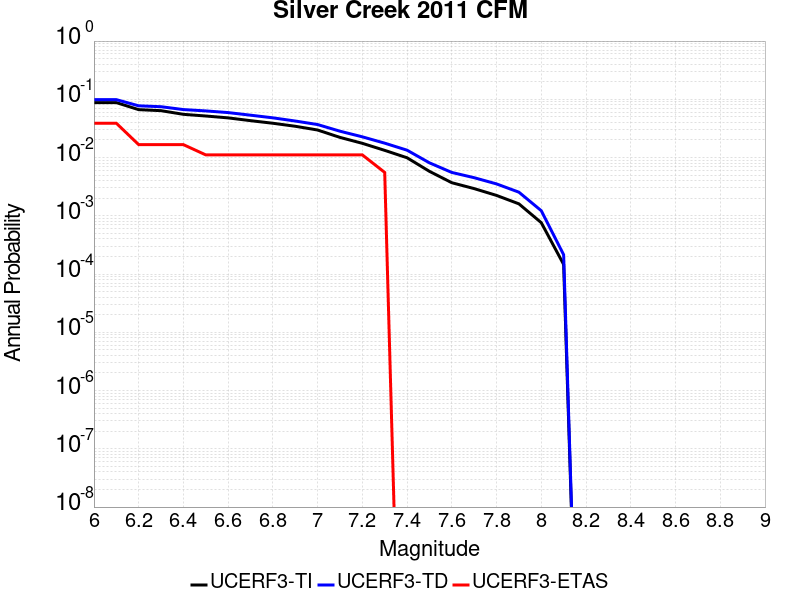 Silver Creek 2011 CFM
10^0
10^-1
10^-2
10^-3
10^-4
10^-5
10^-6
10^-7
10^-8
Annual Probability
6 6.2 6.4 6.6 6.8 7 7.2 7.4 7.6 7.8 8 8.2 8.4 8.6 8.8 9
Magnitude
UCERF3-TI UCERF3-TD UCERF3-ETAS